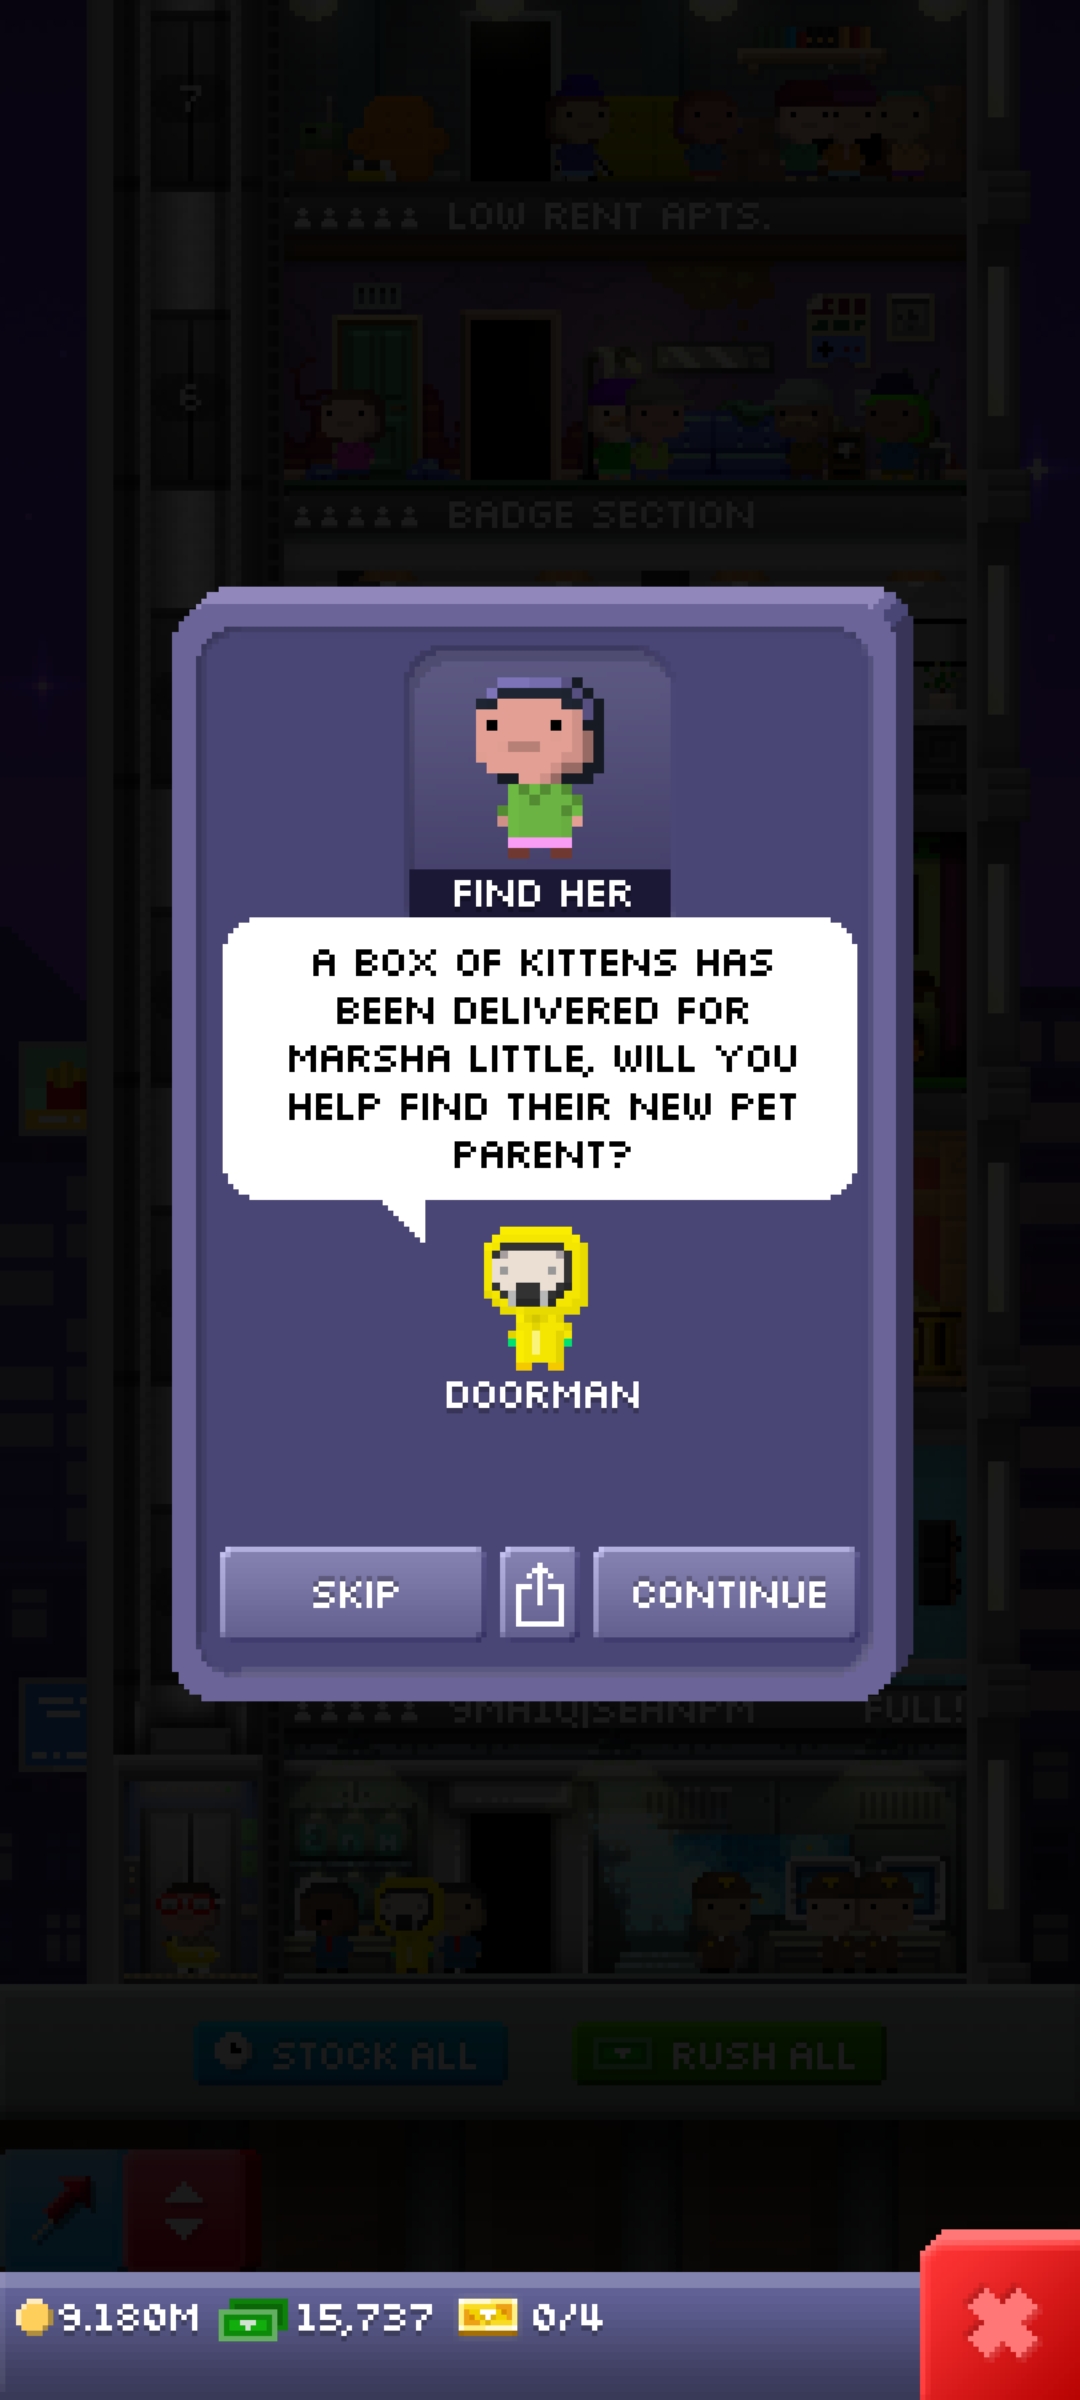 7
LOW RENT APTS.
6
BADGE SECTION
FIND HER
A BOX OF KITTENS HAS
BEEN DELIVERED FOR
MARSHA LITTLE, WILL YOU
HELP FIND THEIR NEW PET
PARENT?
DOORMAN
SKIP
CONTINUE
FULL!
STOCK ALL
RUSH ALL
9.180M
15,737
0/4